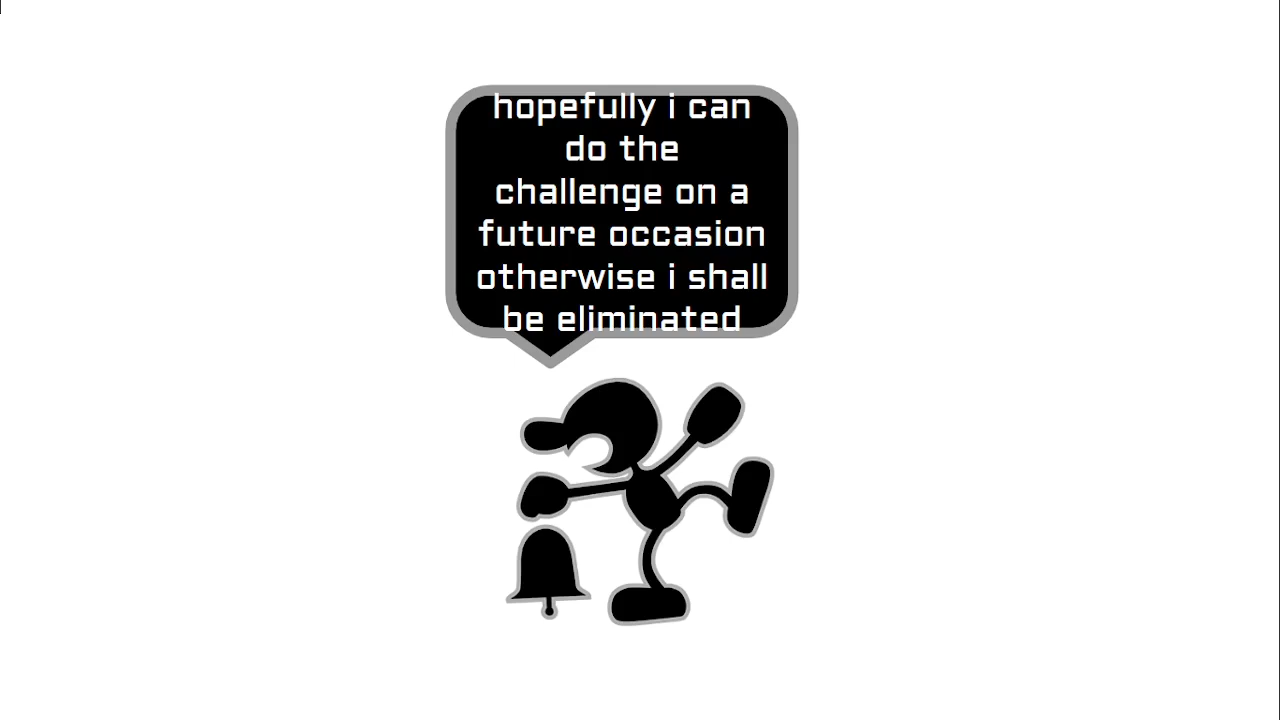 hopefully i can
do the
challenge on a
future occasion
otherwise i shall
be eliminated